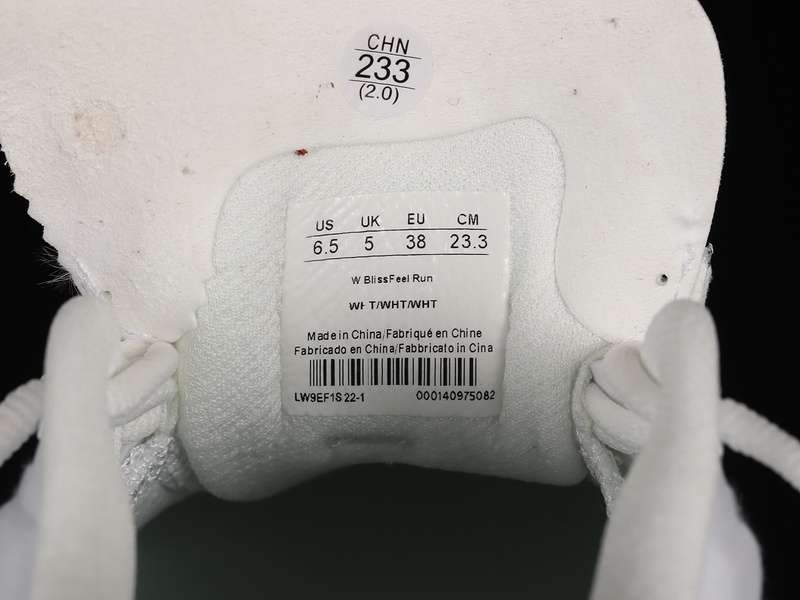 CHN
233
(2.0)
US UK EU CM
6.5 5 38 23.3
W BlissFeel Run
WHT/WHT/WHT
Made in China/Fabriqué en Chine
Fabricado en China/Fabbricato in Cina
LW9EF1S 22-1 000140975082